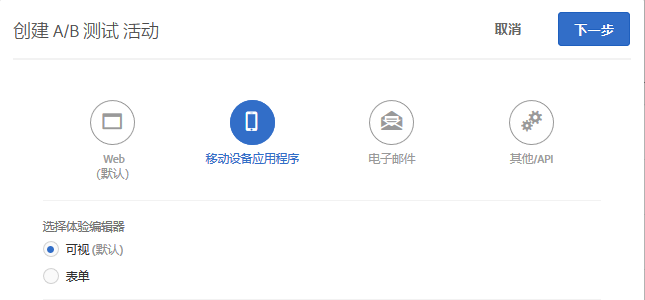 创建 A/B 测试 活动
取消
下一步
Web
(默认)
移动设备应用程序
电子邮件
其他/API
选择体验编辑器
可视 (默认)
表单